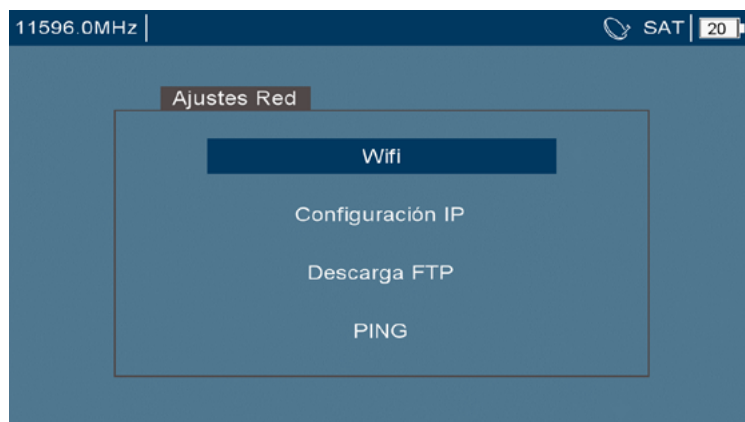 11596.0MHz SAT 20
Ajustes Red
Wifi
Configuración IP
Descarga FTP
PING